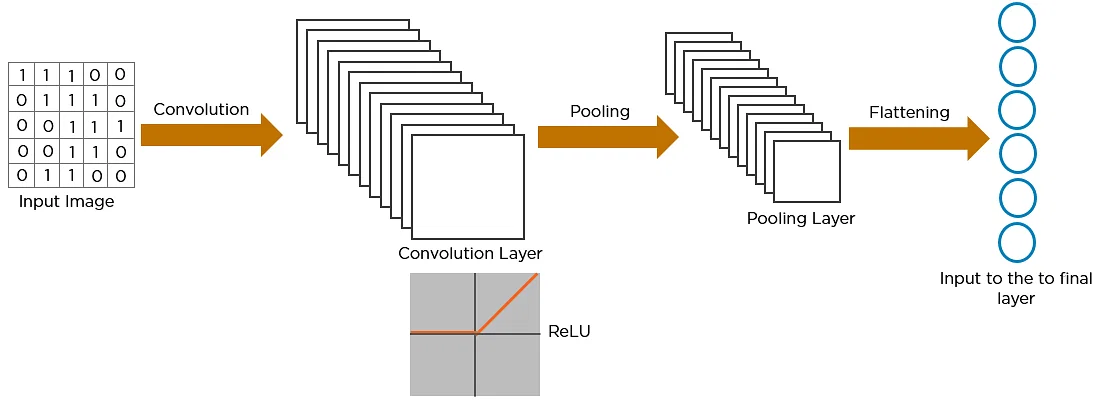 1 1 1 0 0
0 1 1 1 0
0 0 1 1 1
0 0 1 1 0
0 1 1 0 0
Input Image
Convolution
Convolution Layer
ReLU
Pooling
Pooling Layer
Flattening
Input to the to final
layer